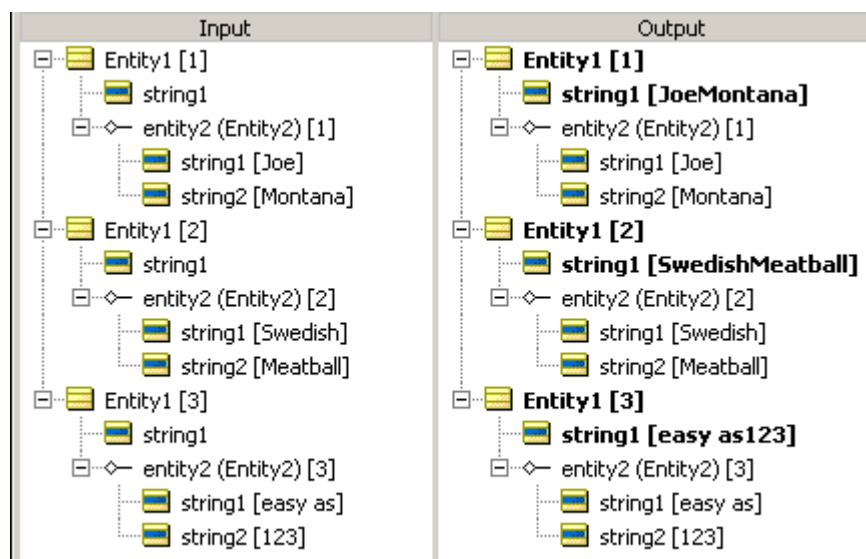 Input
Entity1 [1]
string1
entity2 (Entity2) [1]
string1 [Joe]
string2 [Montana]
Entity1 [2]
string1
entity2 (Entity2) [2]
string1 [Swedish]
string2 [Meatball]
Entity1 [3]
string1
entity2 (Entity2) [3]
string1 [easy as]
string2 [123]
Output
Entity1 [1]
string1 [JoeMontana]
entity2 (Entity2) [1]
string1 [Joe]
string2 [Montana]
Entity1 [2]
string1 [SwedishMeatball]
entity2 (Entity2) [2]
string1 [Swedish]
string2 [Meatball]
Entity1 [3]
string1 [easy as123]
entity2 (Entity2) [3]
string1 [easy as]
string2 [123]